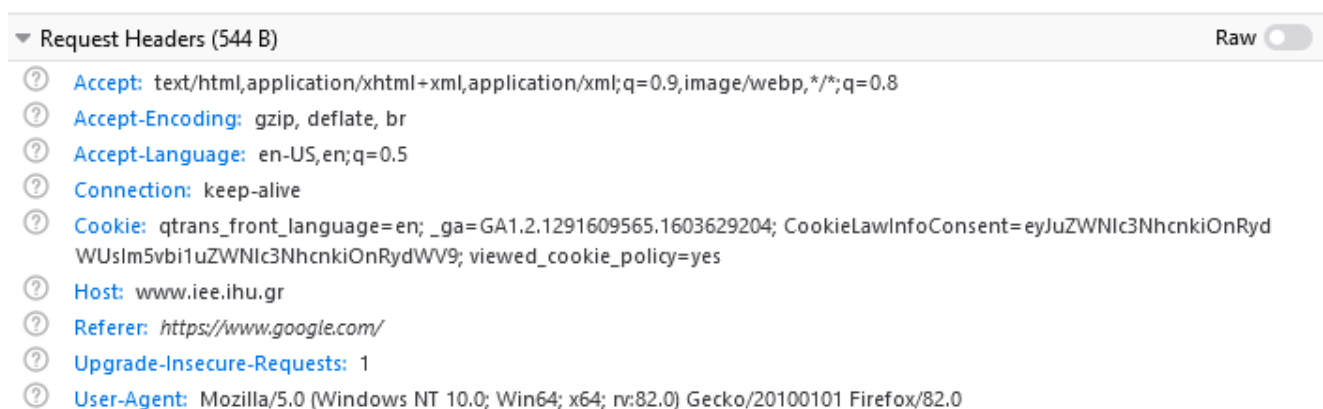 Request Headers (544 B) Raw
Accept: text/html,application/xhtml+xml,application/xml;q=0.9,image/webp,*/*;q=0.8
Accept-Encoding: gzip, deflate, br
Accept-Language: en-US,en;q=0.5
Connection: keep-alive
Cookie: qtrans_front_language=en; _ga=GA1.2.1291609565.1603629204; CookieLawInfoConsent=eyJuZWNlc3NhcnkiOnRyd
WUsIm5vbi1uZWNlc3NhcnkiOnRydWV9; viewed_cookie_policy=yes
Host: www.iee.ihu.gr
Referer: https://www.google.com/
Upgrade-Insecure-Requests: 1
User-Agent: Mozilla/5.0 (Windows NT 10.0; Win64; x64; rv:82.0) Gecko/20100101 Firefox/82.0